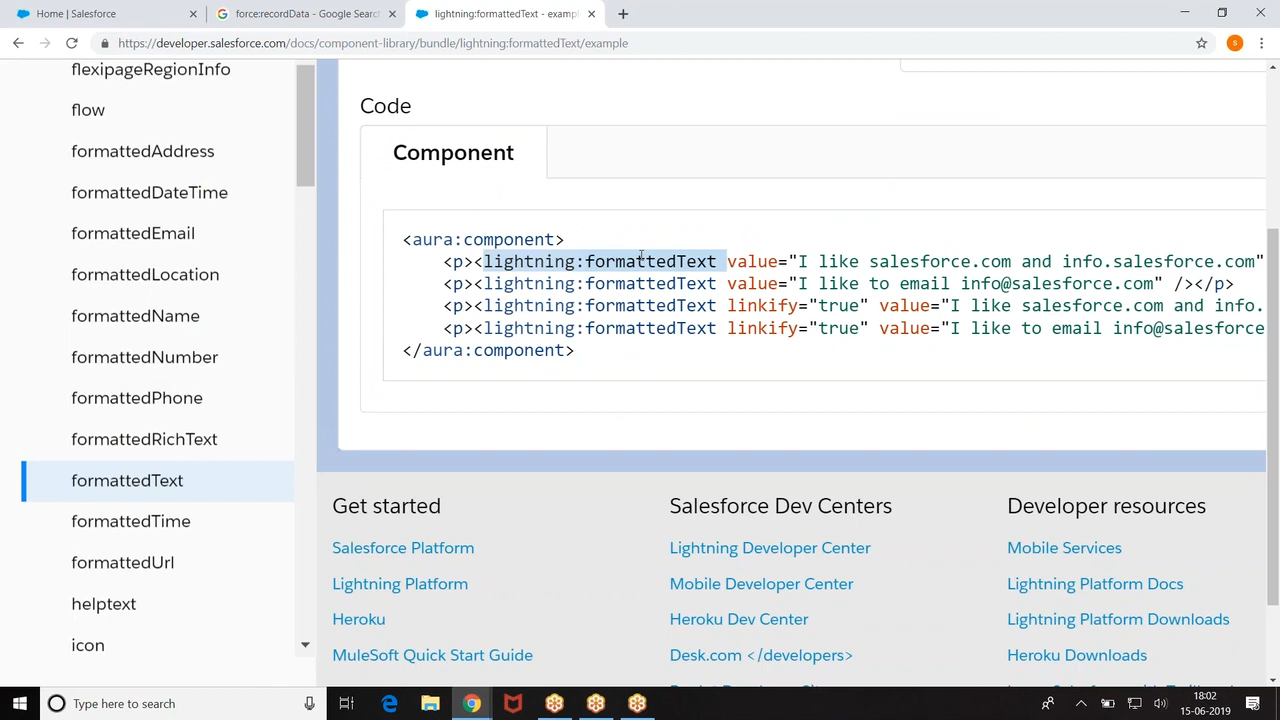 Home | Salesforce
force:recordData - Google Searc
lightning:formattedText - examp
https://developer.salesforce.com/docs/component-library/bundle/lightning:formattedText/example
S
flexipageRegionInfo
flow
formattedAddress
formattedDateTime
formattedEmail
formattedLocation
formattedName
formattedNumber
formattedPhone
formattedRichText
formattedText
formattedTime
formattedUrl
helptext
icon
Code
Component
<aura:component>
<p><lightning:formattedText value="I like salesforce.com and info.salesforce.com"
<p><lightning:formattedText value="I like to email info@salesforce.com" /></p>
<p><lightning:formattedText linkify="true" value="I like salesforce.com and info.
<p><lightning:formattedText linkify="true" value="I like to email info@salesforce
</aura:component>
Get started
Salesforce Platform
Lightning Platform
Heroku
MuleSoft Quick Start Guide
Salesforce Dev Centers
Lightning Developer Center
Mobile Developer Center
Heroku Dev Center
Desk.com </developers>
Developer resources
Mobile Services
Lightning Platform Docs
Lightning Platform Downloads
Heroku Downloads
Type here to search
18:02
15-06-2019